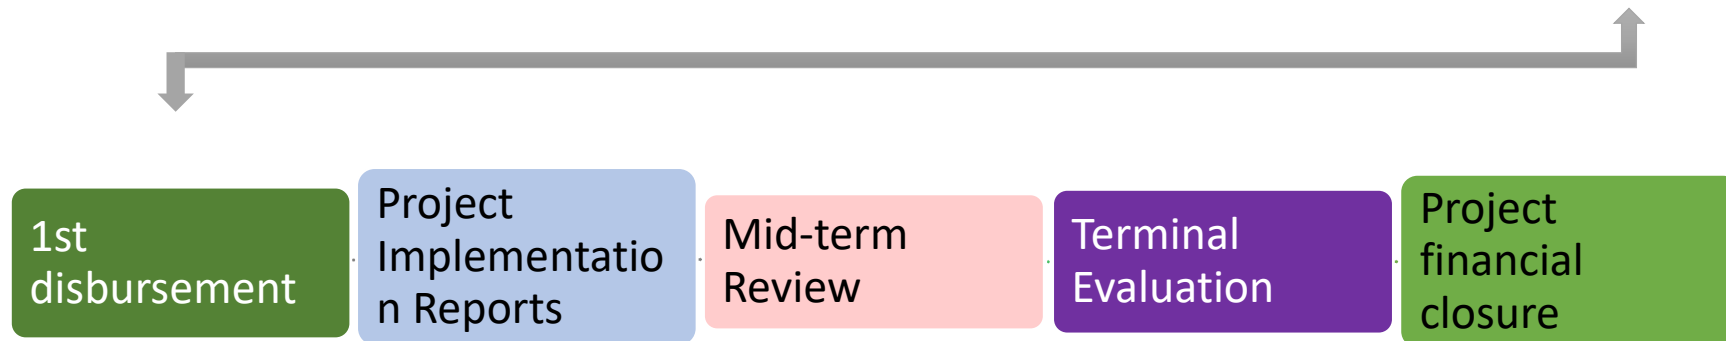 1st
disbursement
Project
Implementatio
n Reports
Mid-term
Review
Terminal
Evaluation
Project
financial
closure